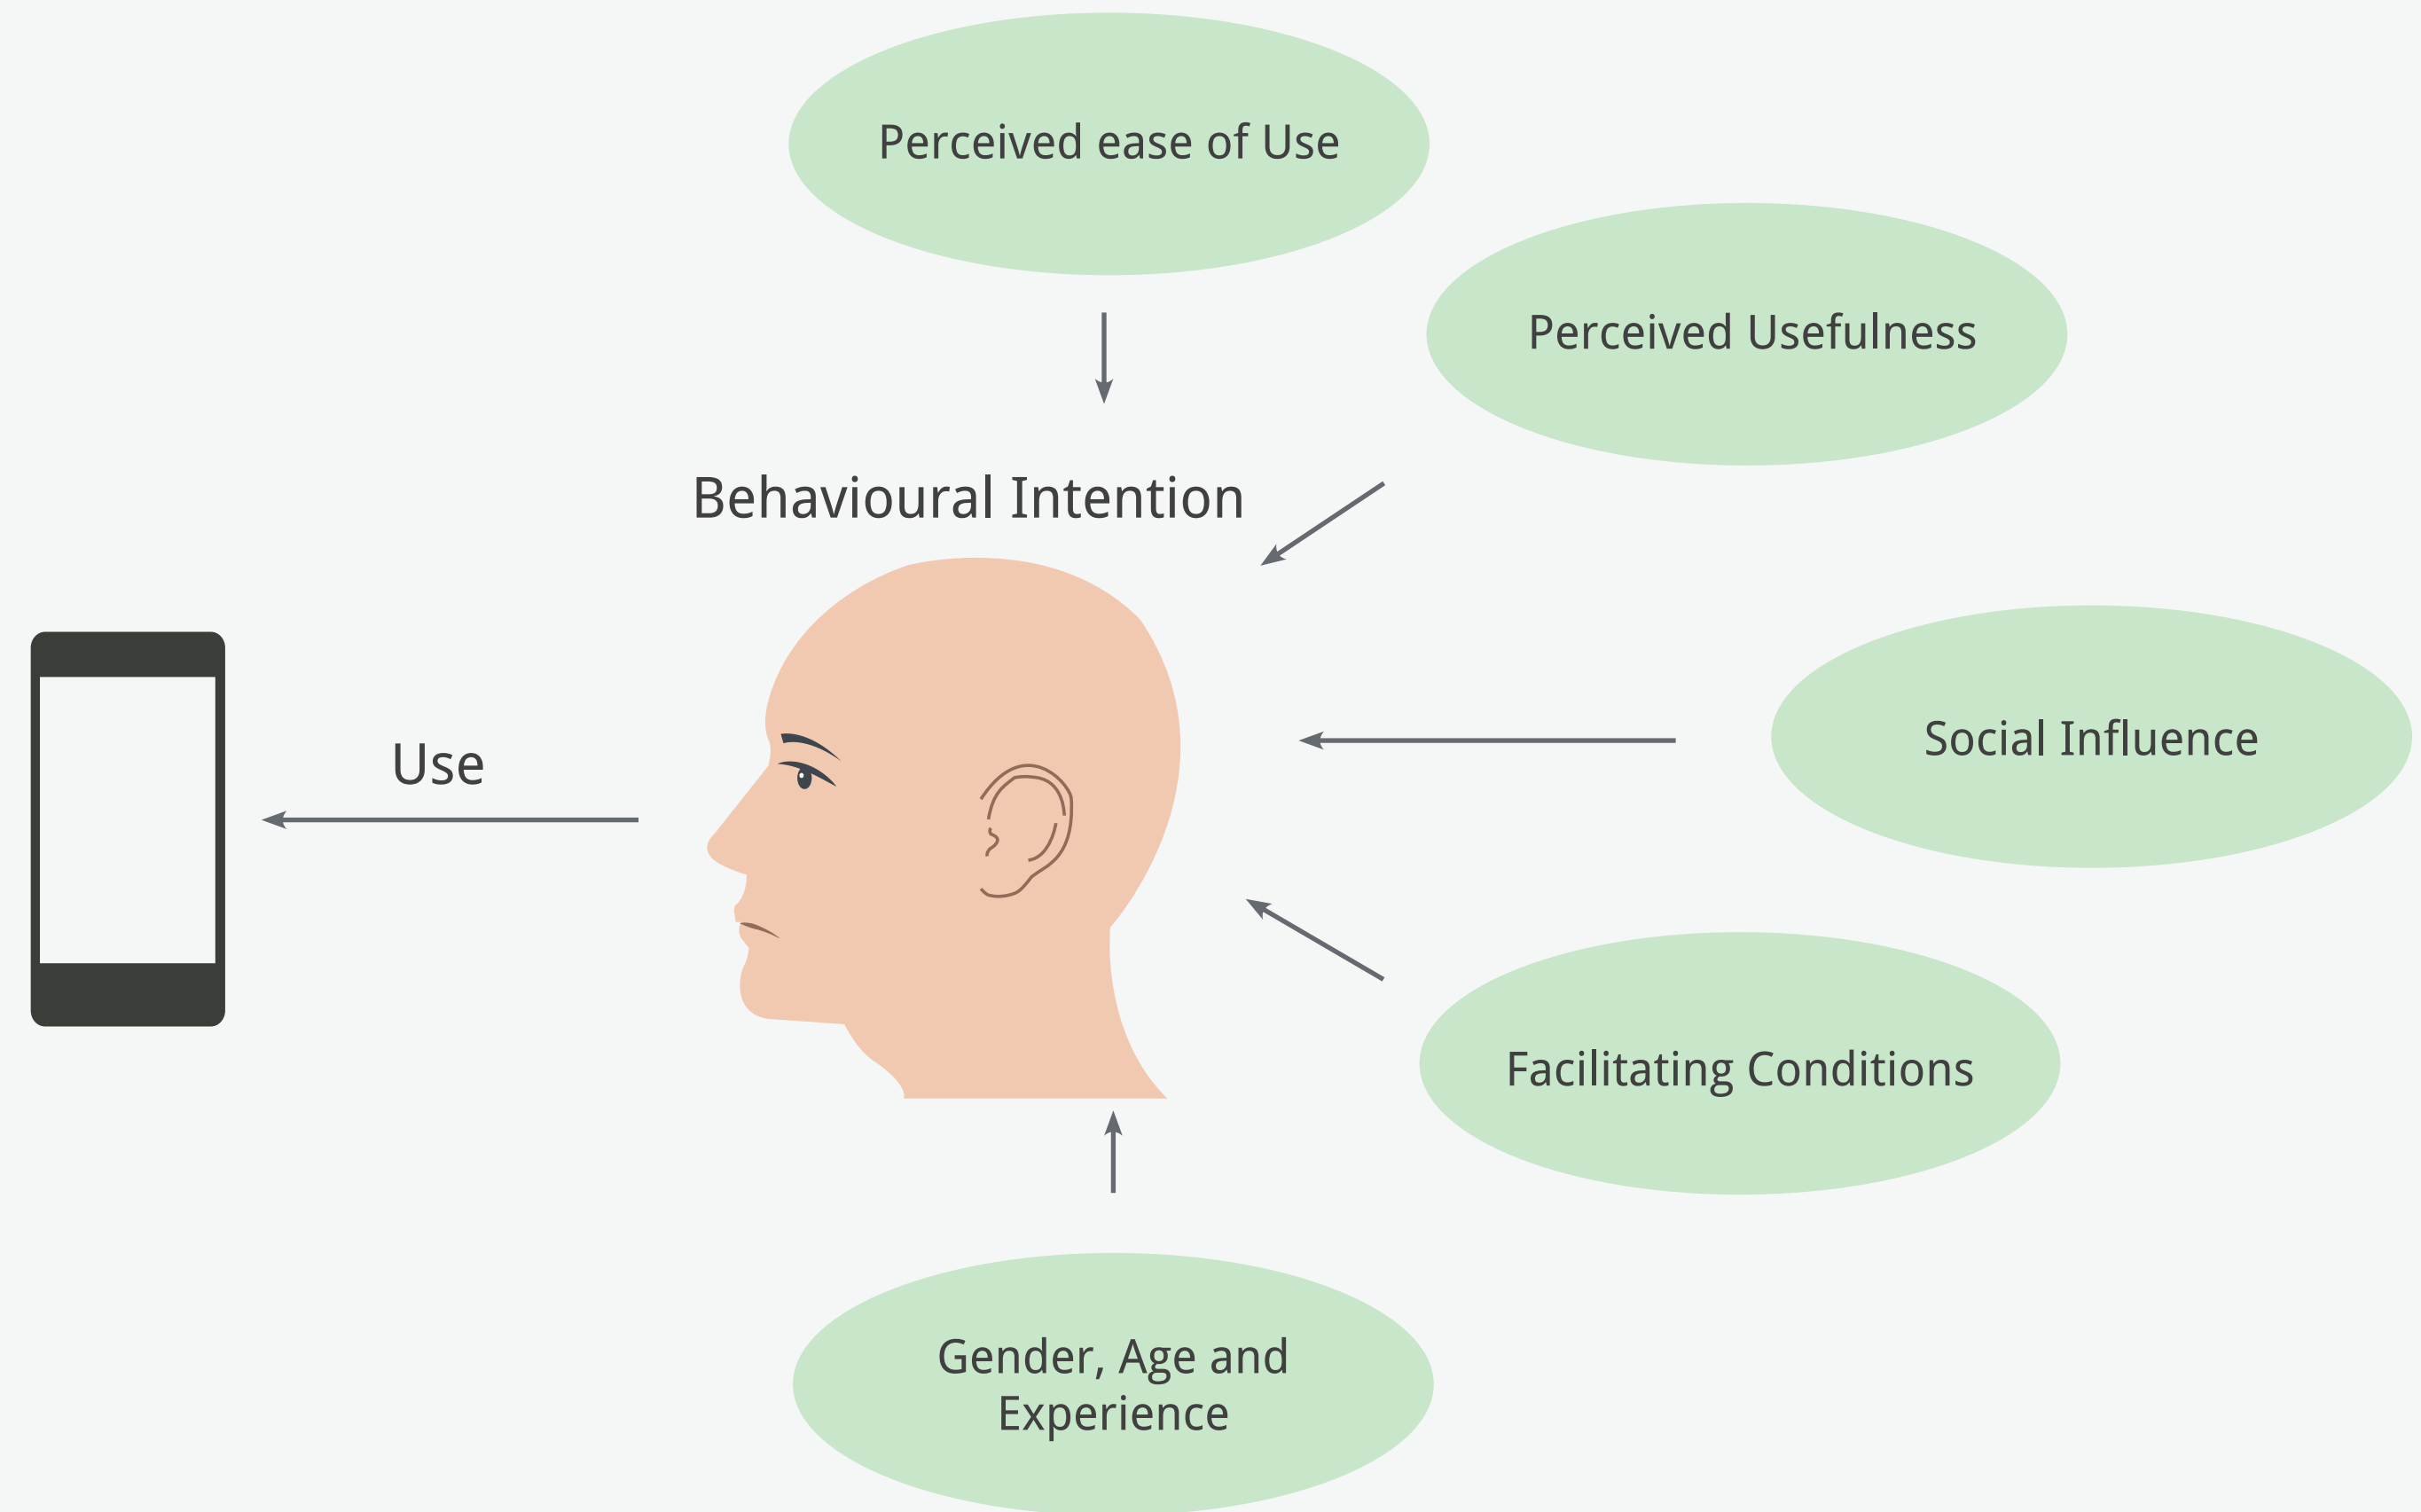 Perceived ease of Use
Perceived Usefulness
Behavioural Intention
Social Influence
Use
Facilitating Conditions
Gender, Age and
Experience